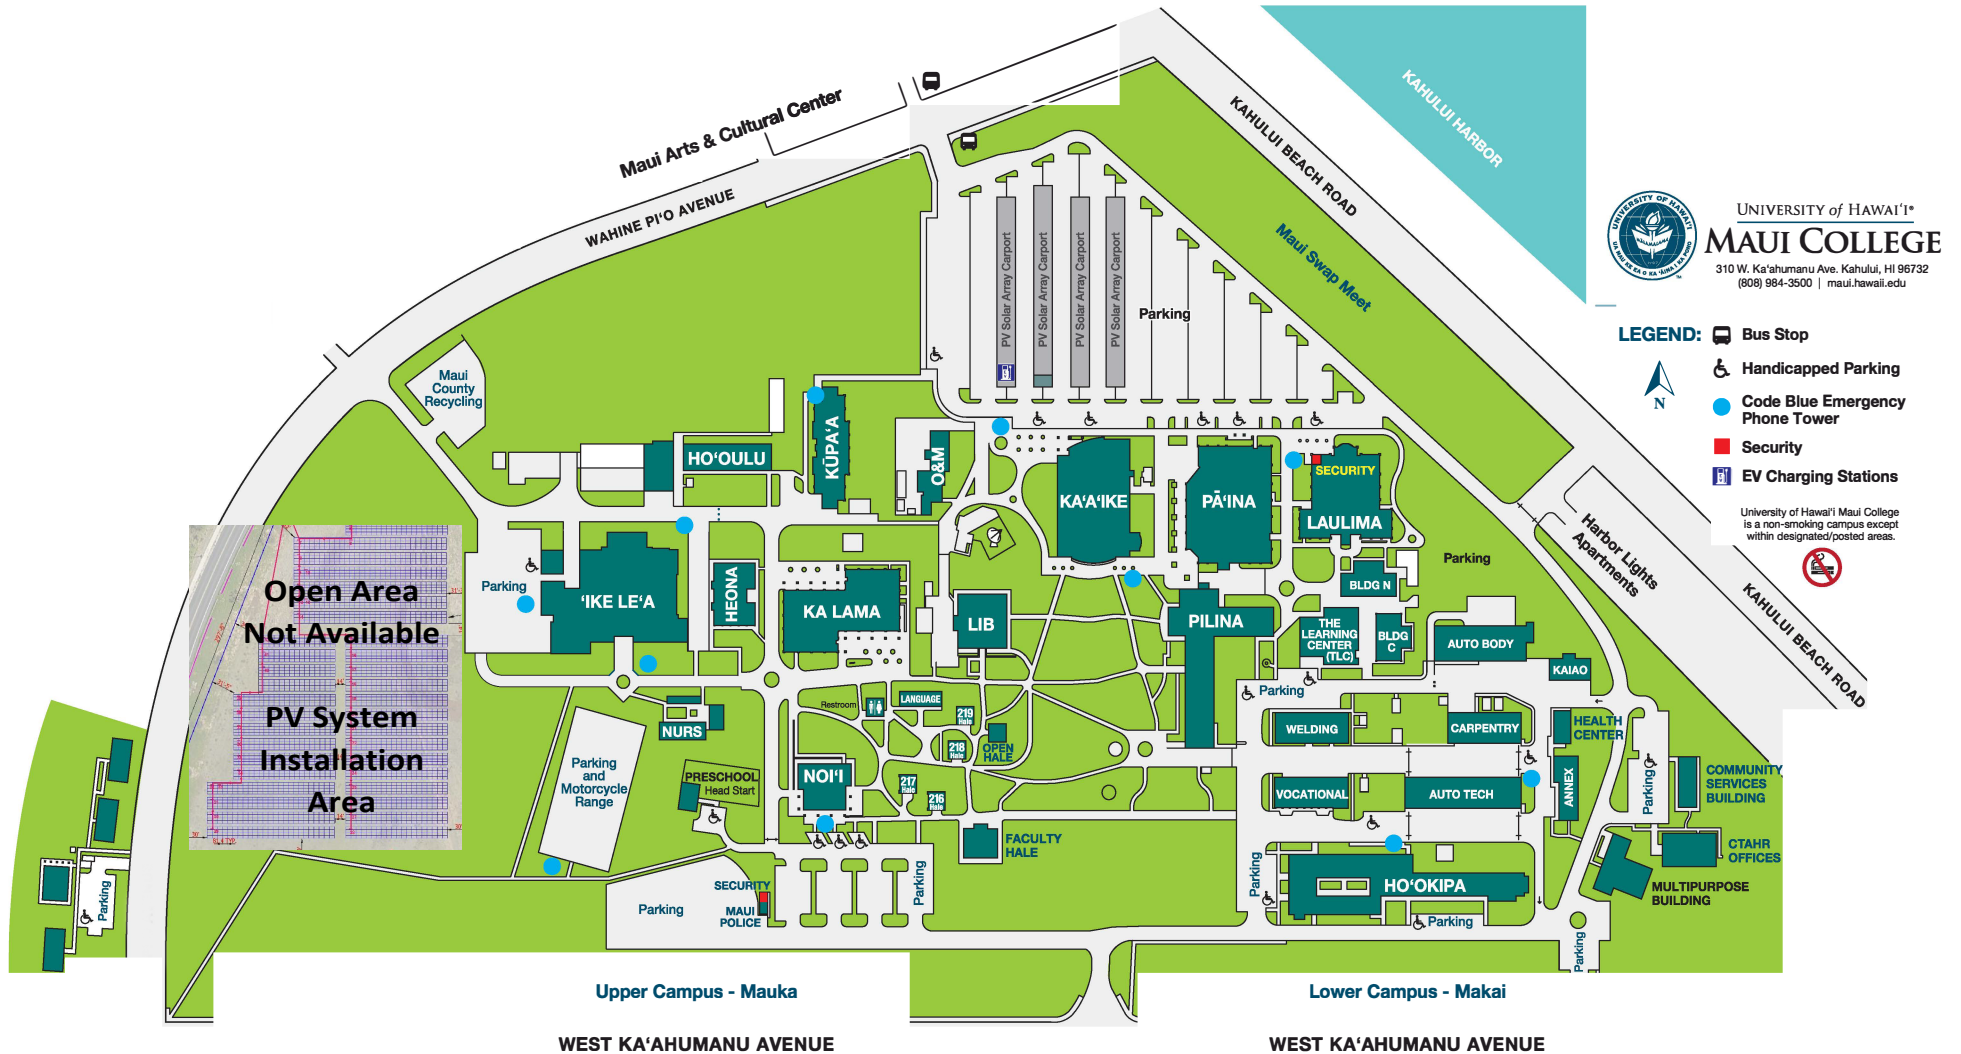 Maui Arts & Cultural Center
WAHINE PI‘O AVENUE
KAHULUI BEACH ROAD
KAHULUI HARBOR
Maui Swap Meet
UNIVERSITY OF HAWAI‘I
UNIVERSITY of HAWAI‘I®
MAUI COLLEGE
310 W. Ka‘ahumanu Ave. Kahului, HI 96732
(808) 984-3500 | maui.hawaii.edu
LEGEND:
Bus Stop
Handicapped Parking
Code Blue Emergency
Phone Tower
Security
EV Charging Stations
N
University of Hawai‘i Maui College
is a non-smoking campus except
within designated/posted areas.
PV Solar Array Carport
PV Solar Array Carport
PV Solar Array Carport
PV Solar Array Carport
Parking
Maui
County
Recycling
HO‘OULU
KŪPA‘A
O&M
KA‘A‘IKE
PĀ‘INA
SECURITY
LAULIMA
Parking
Harbor Lights
Apartments
KAHULUI BEACH ROAD
Open Area
Not Available
PV System
Installation
Area
Parking
‘IKE LE‘A
HEONA
KA LAMA
LIB
PILINA
BLDG N
THE
LEARNING
CENTER
(TLC)
BLDG
C
AUTO BODY
KAIAO
Parking
Restroom
LANGUAGE
219
Hale
218
Hale
OPEN
HALE
217
Hale
216
Hale
NURS
WELDING
CARPENTRY
HEALTH
CENTER
Parking
and
Motorcycle
Range
PRESCHOOL
Head Start
NOI‘I
VOCATIONAL
AUTO TECH
ANNEX
Parking
COMMUNITY
SERVICES
BUILDING
FACULTY
HALE
CTAHR
OFFICES
MULTIPURPOSE
BUILDING
SECURITY
MAUI
POLICE
Parking
Parking
Parking
HO‘OKIPA
Parking
Parking
Parking
Upper Campus - Mauka
Lower Campus - Makai
WEST KA‘AHUMANU AVENUE
WEST KA‘AHUMANU AVENUE